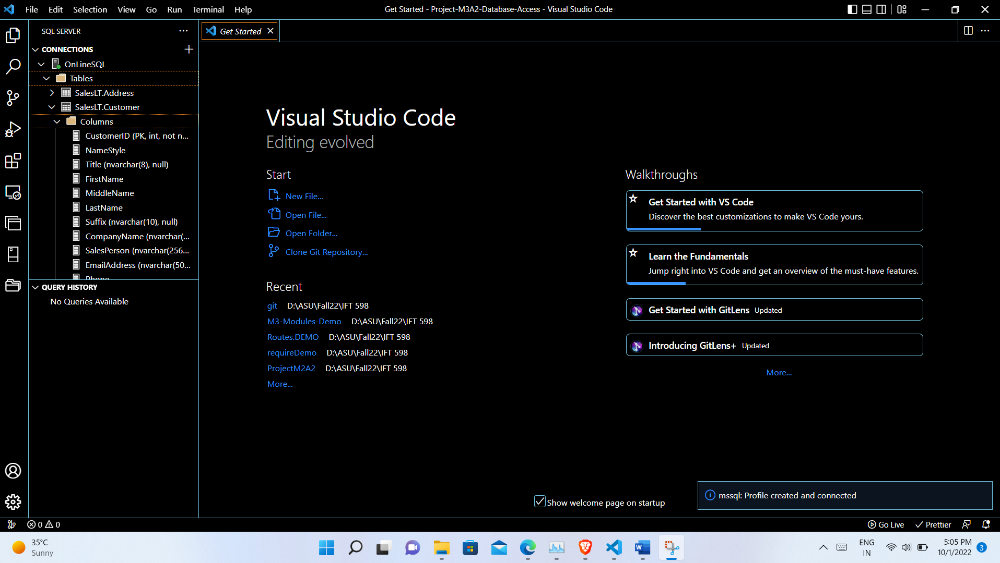 File Edit Selection View Go Run Terminal Help
Get Started - Project-M3A2-Database-Access - Visual Studio Code
SQL SERVER
Get Started
CONNECTIONS
OnLineSQL
Tables
SalesLT.Address
SalesLT.Customer
Columns
CustomerID (PK, int, not n...
NameStyle
Title (nvarchar(8), null)
FirstName
MiddleName
LastName
Suffix (nvarchar(10), null)
CompanyName (nvarchar(...
SalesPerson (nvarchar(256...
EmailAddress (nvarchar(50...
Phone
QUERY HISTORY
No Queries Available
Visual Studio Code
Editing evolved
Start
New File...
Open File...
Open Folder...
Clone Git Repository...
Recent
git D:\ASU\Fall22\IFT 598
M3-Modules-Demo D:\ASU\Fall22\IFT 598
Routes.DEMO D:\ASU\Fall22\IFT 598
requireDemo D:\ASU\Fall22\IFT 598
ProjectM2A2 D:\ASU\Fall22\IFT 598
More...
Walkthroughs
Get Started with VS Code
Discover the best customizations to make VS Code yours.
Learn the Fundamentals
Jump right into VS Code and get an overview of the must-have features.
Get Started with GitLens Updated
Introducing GitLens+ Updated
More...
Show welcome page on startup
mssql: Profile created and connected
0 0
Go Live Prettier
35°C
Sunny
ENG
IN
5:05 PM
10/1/2022
3